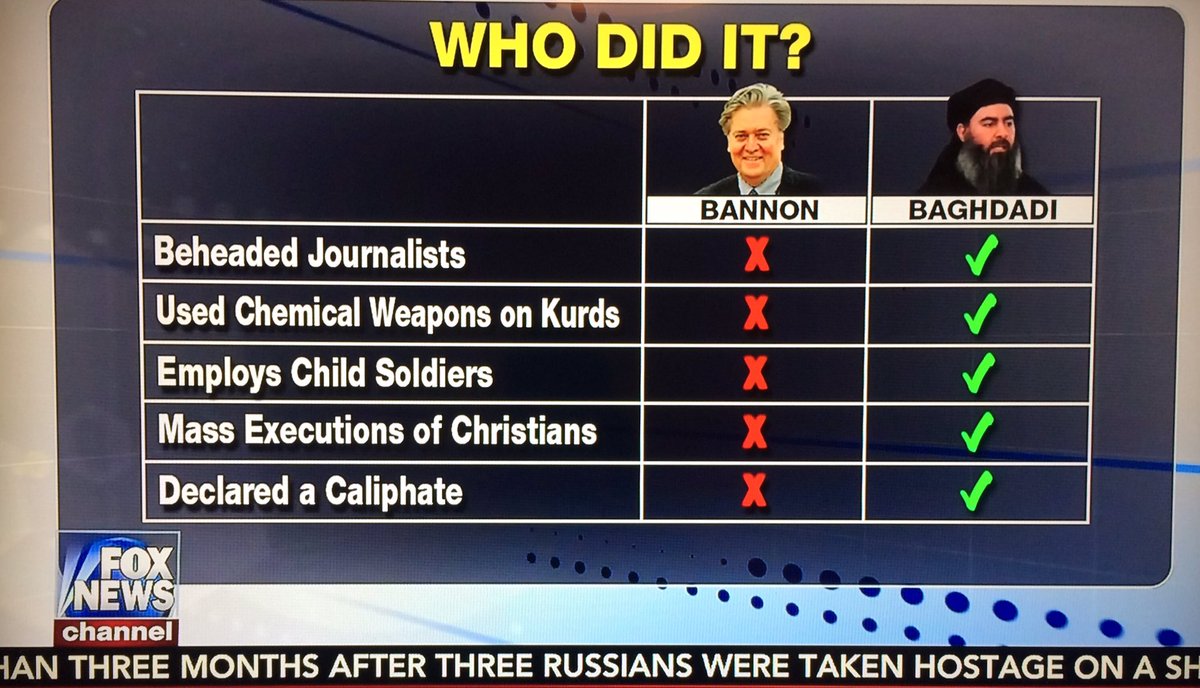 WHO DID IT?
BANNON
BAGHDADI
Beheaded Journalists X ✓
Used Chemical Weapons on Kurds X ✓
Employs Child Soldiers X ✓
Mass Executions of Christians X ✓
Declared a Caliphate X ✓
FOX
NEWS
channel
HAN THREE MONTHS AFTER THREE RUSSIANS WERE TAKEN HOSTAGE ON A SH